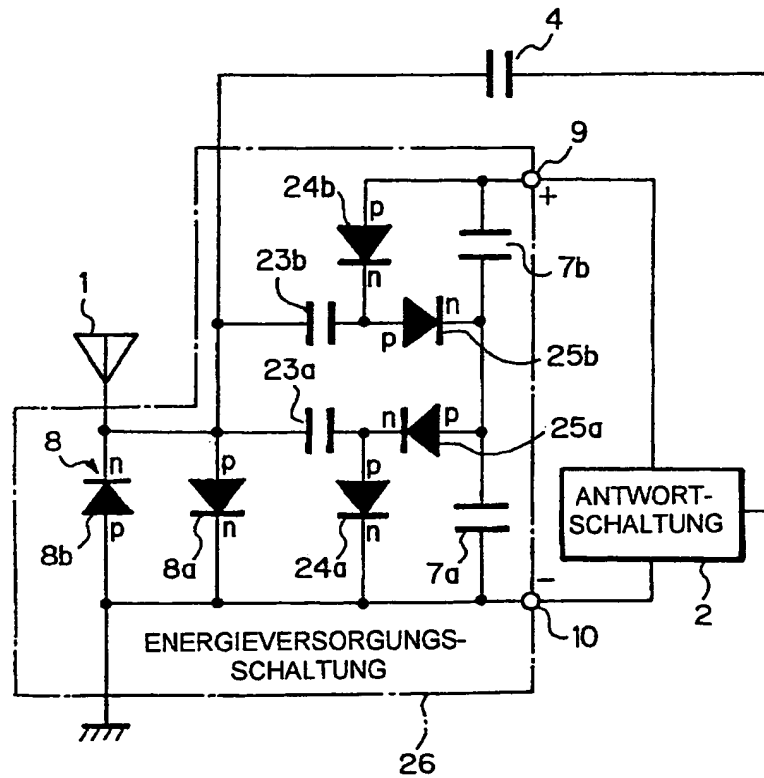 4
9
+
24b
p
n
7b
23b
n
p
25b
1
23a
n
p
25a
8
n
p
p
8b
p
n
8a
n
24a
7a
ANTWORT-
SCHALTUNG
−
10
2
ENERGIEVERSORGUNGS-
SCHALTUNG
26